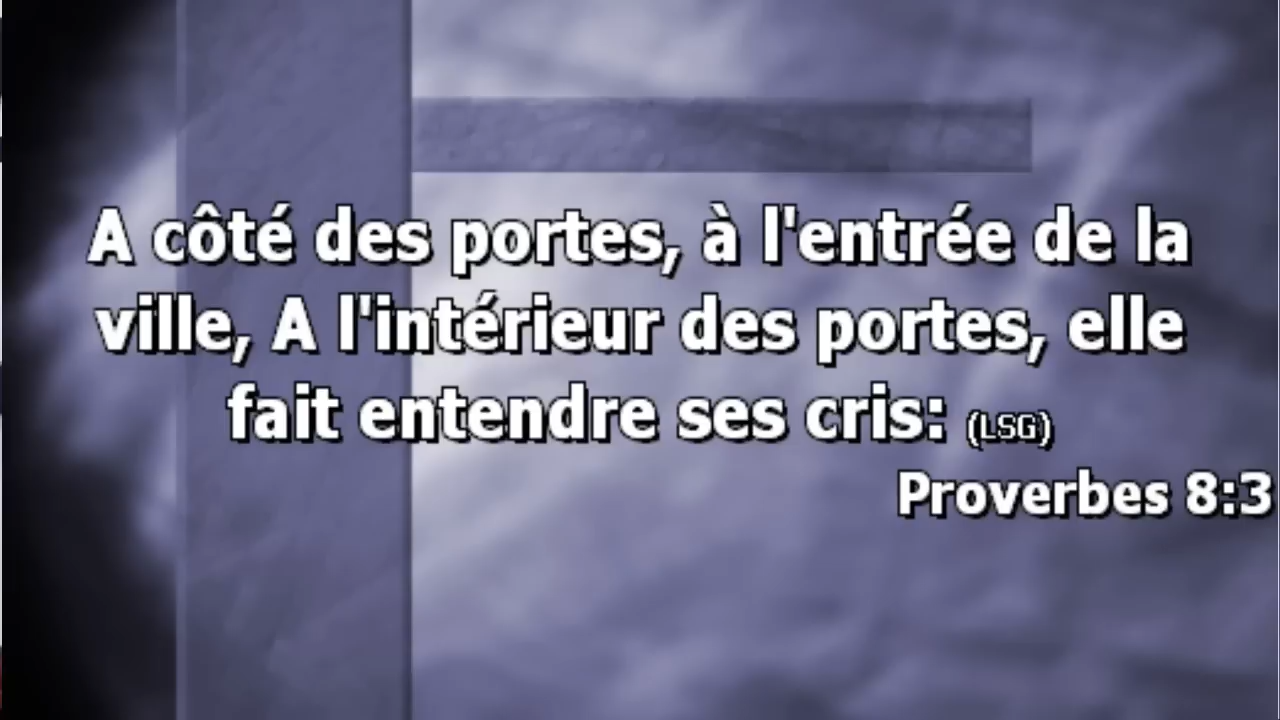 A côté des portes, à l'entrée de la
ville, A l'intérieur des portes, elle
fait entendre ses cris: (LSG)
Proverbes 8:3